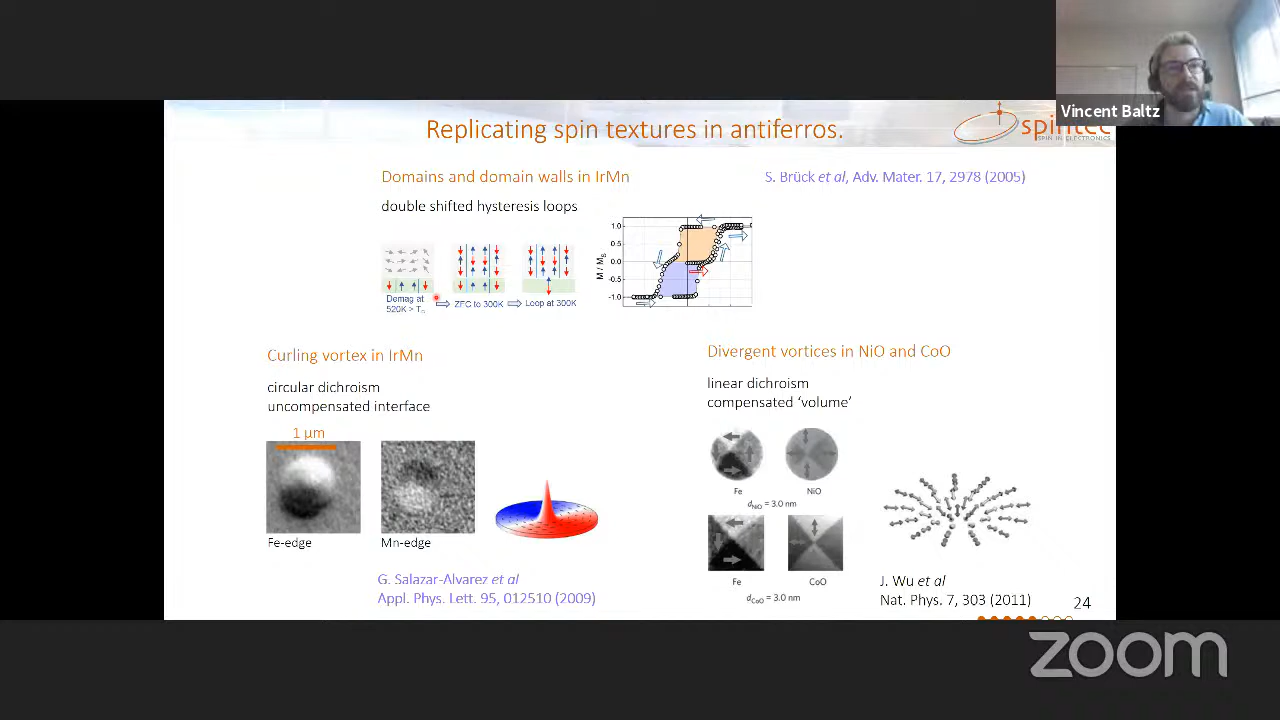 Vincent Baltz
Replicating spin textures in antiferros.
spintec
SPIN IN ELECTRONICS
Domains and domain walls in IrMn
S. Brück et al, Adv. Mater. 17, 2978 (2005)
double shifted hysteresis loops
M / M
1.0
0.5
0.0
-0.5
-1.0
Demag at
520K > T
ZFC to 300K
Loop at 300K
Curling vortex in IrMn
circular dichroism
uncompensated interface
1 µm
Fe-edge
Mn-edge
G. Salazar-Alvarez et al
Appl. Phys. Lett. 95, 012510 (2009)
Divergent vortices in NiO and CoO
linear dichroism
compensated ‘volume’
Fe
NiO
dNiO = 3.0 nm
Fe
CoO
dCoO = 3.0 nm
J. Wu et al
Nat. Phys. 7, 303 (2011)
24
zoom